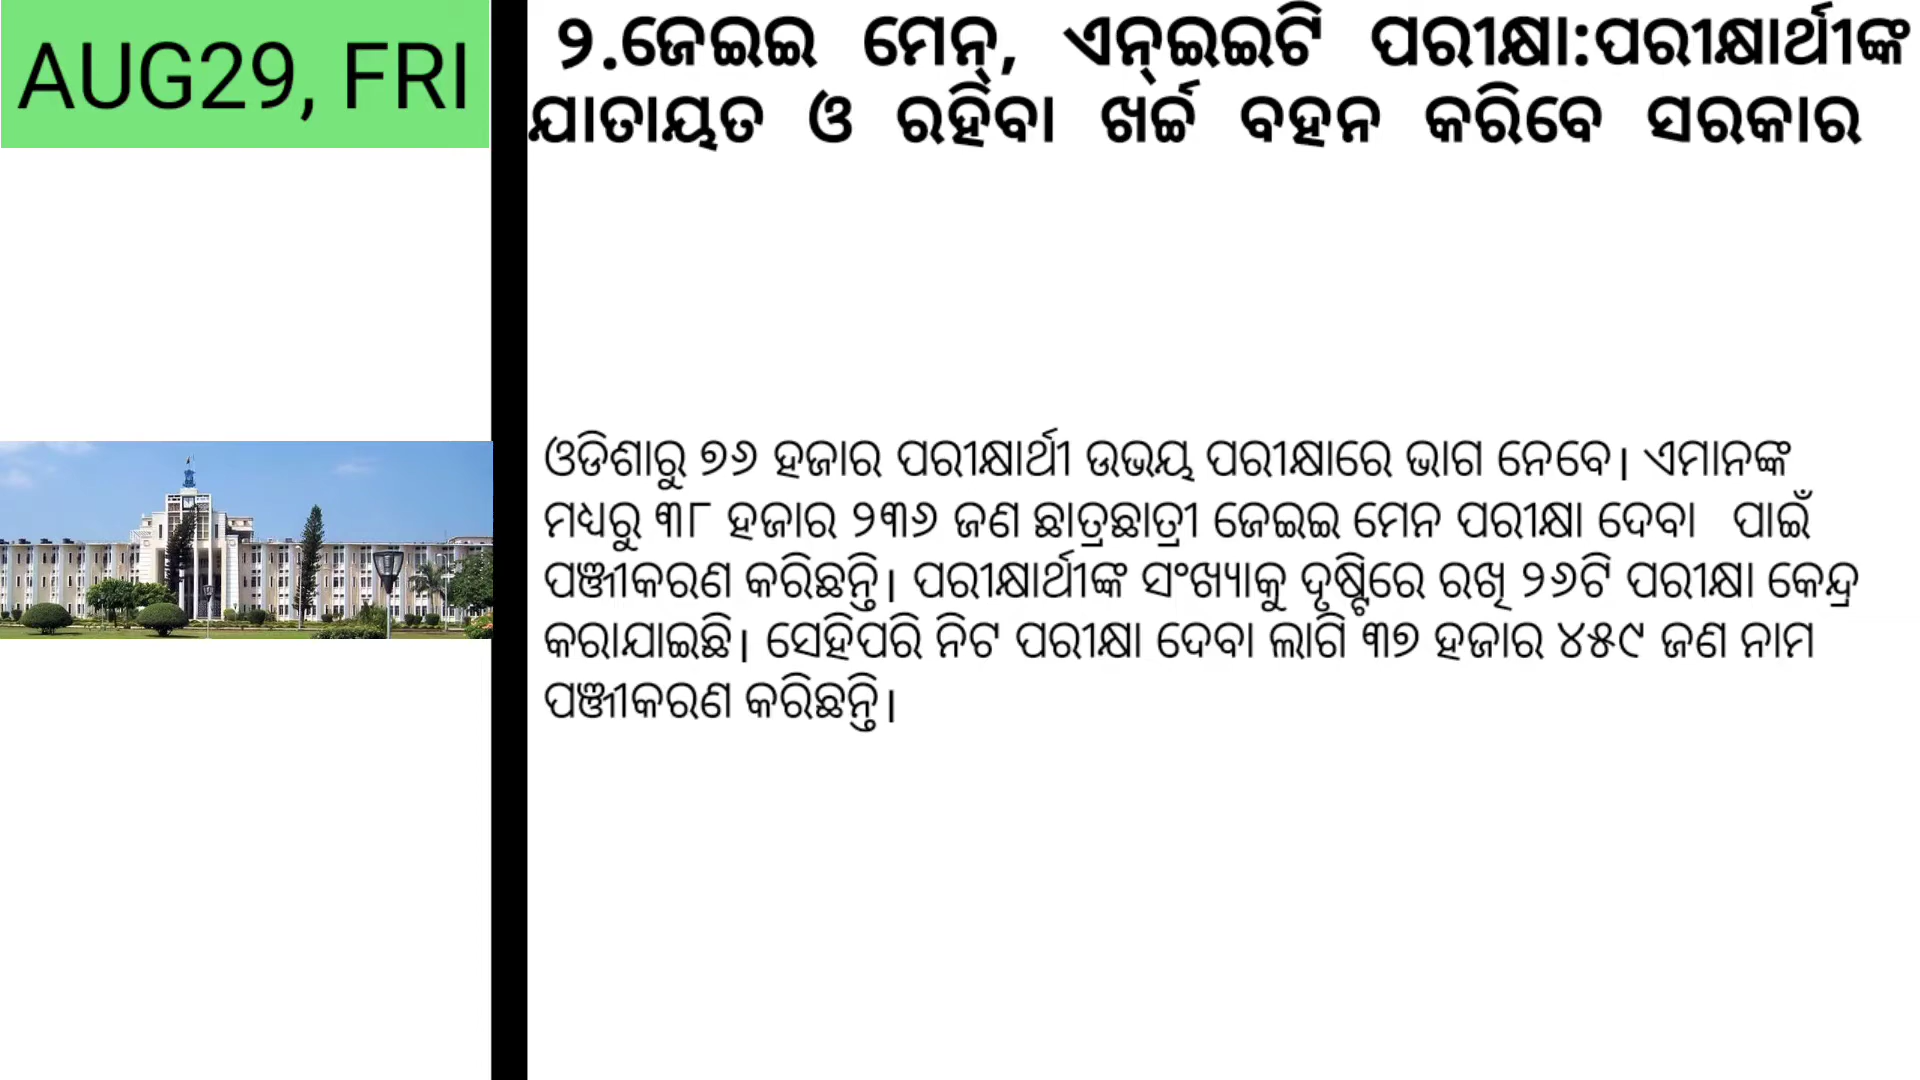 AUG29, FRI
୨.ଜେଇଇ ମେନ୍, ଏନ୍ଇଇଟି ପରୀକ୍ଷା:ପରୀକ୍ଷାର୍ଥୀଙ୍କ
ଯାତାୟତ ଓ ରହିବା ଖର୍ଚ୍ଚ ବହନ କରିବେ ସରକାର
ଓଡିଶାରୁ ୭୬ ହଜାର ପରୀକ୍ଷାର୍ଥୀ ଉଭୟ ପରୀକ୍ଷାରେ ଭାଗ ନେବେ। ଏମାନଙ୍କ
ମଧ୍ୟରୁ ୩୮ ହଜାର ୨୩୬ ଜଣ ଛାତ୍ରଛାତ୍ରୀ ଜେଇଇ ମେନ ପରୀକ୍ଷା ଦେବା ପାଇଁ
ପଞ୍ଜୀକରଣ କରିଛନ୍ତି। ପରୀକ୍ଷାର୍ଥୀଙ୍କ ସଂଖ୍ୟାକୁ ଦୃଷ୍ଟିରେ ରଖି ୨୬ଟି ପରୀକ୍ଷା କେନ୍ଦ୍ର
କରାଯାଇଛି। ସେହିପରି ନିଟ ପରୀକ୍ଷା ଦେବା ଲାଗି ୩୭ ହଜାର ୪୫୯ ଜଣ ନାମ
ପଞ୍ଜୀକରଣ କରିଛନ୍ତି।